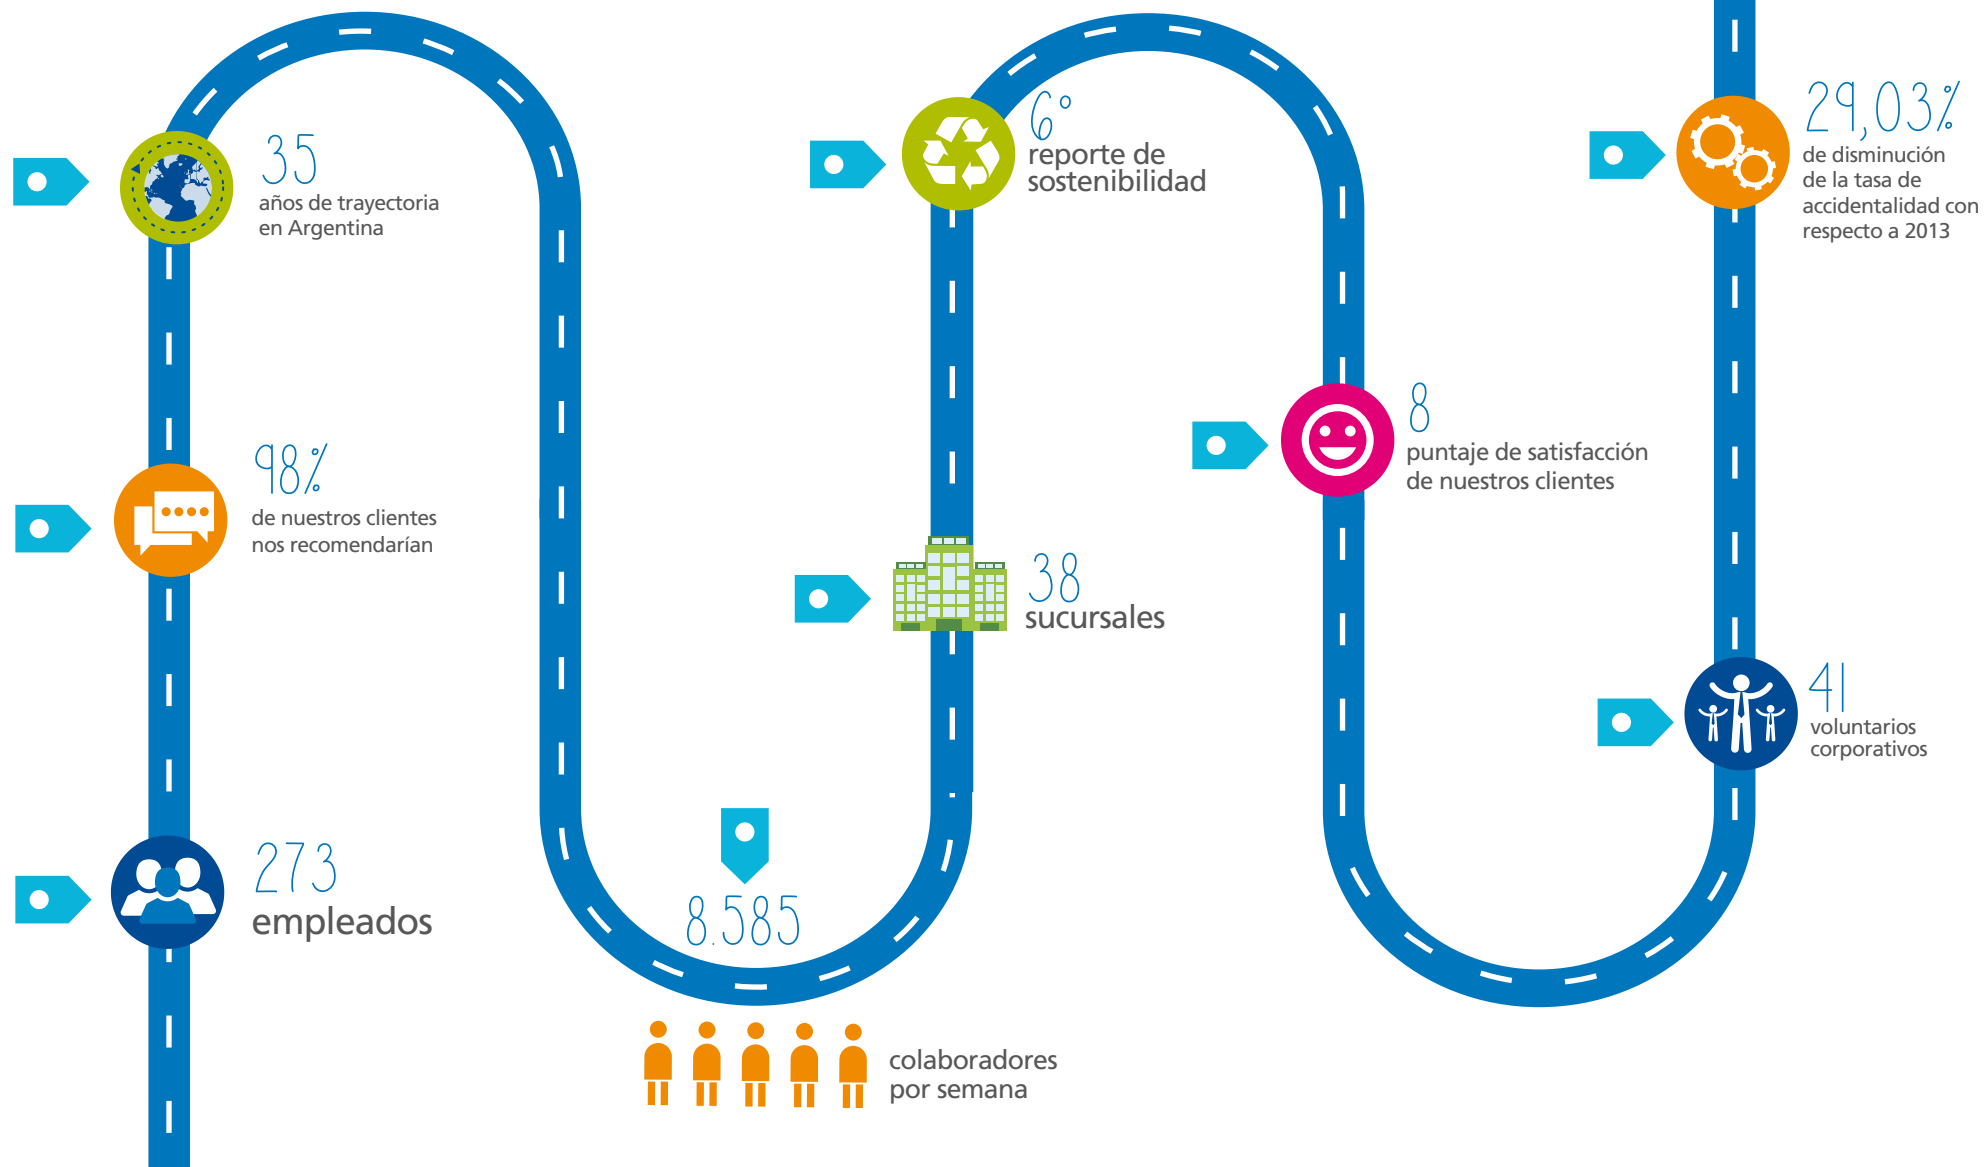 35
años de trayectoria
en Argentina
98%
de nuestros clientes
nos recomendarían
273
empleados
8.585
colaboradores
por semana
6°
reporte de
sostenibilidad
38
sucursales
8
puntaje de satisfacción
de nuestros clientes
29,03%
de disminución
de la tasa de
accidentalidad con
respecto a 2013
41
voluntarios
corporativos